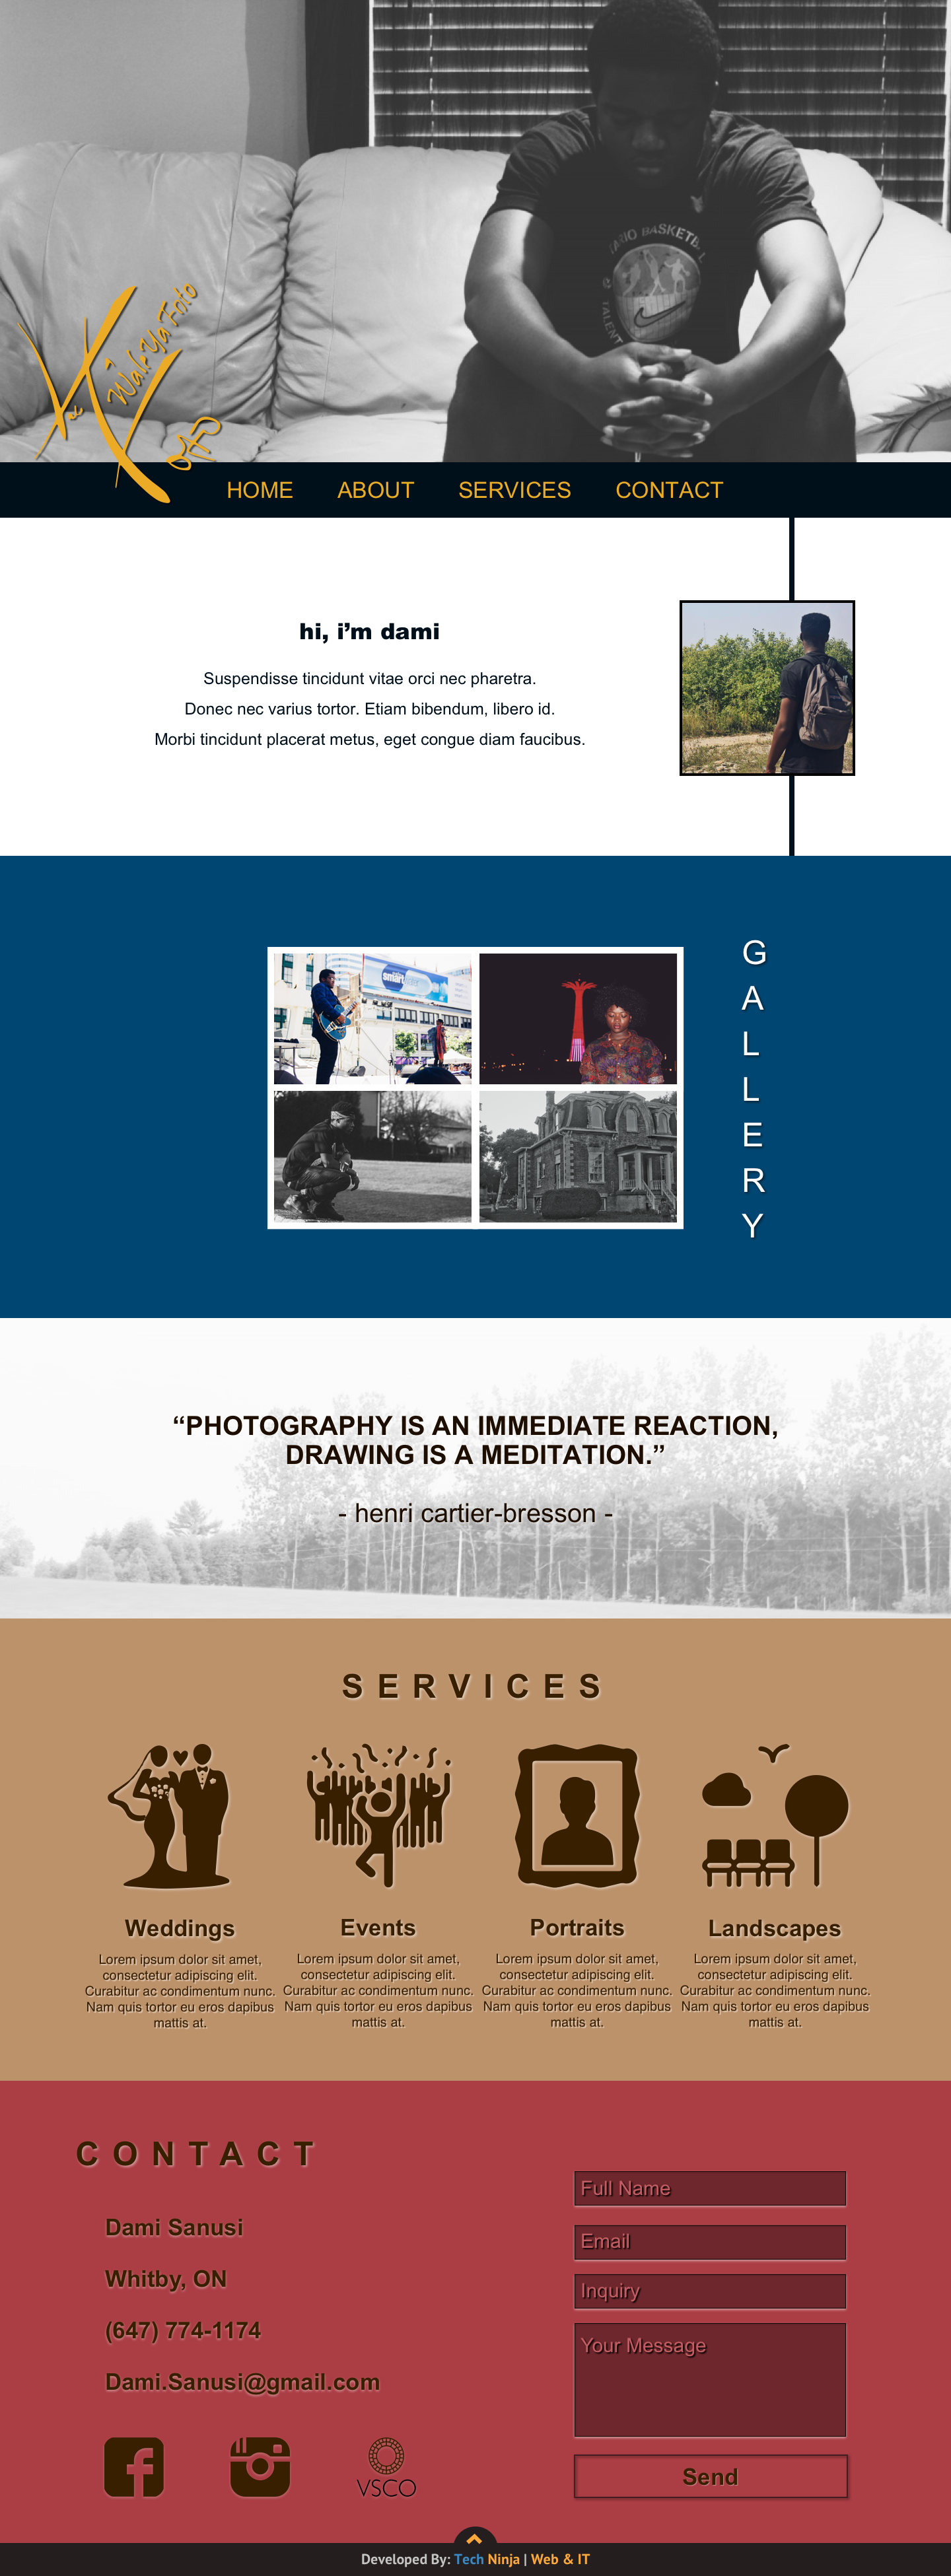 Wale Ya Foto
HOME ABOUT SERVICES CONTACT
hi, i’m dami
Suspendisse tincidunt vitae orci nec pharetra.
Donec nec varius tortor. Etiam bibendum, libero id.
Morbi tincidunt placerat metus, eget congue diam faucibus.
smart
GALLERY
“PHOTOGRAPHY IS AN IMMEDIATE REACTION,
DRAWING IS A MEDITATION.”
- henri cartier-bresson -
SERVICES
Weddings
Lorem ipsum dolor sit amet,
consectetur adipiscing elit.
Curabitur ac condimentum nunc.
Nam quis tortor eu eros dapibus
mattis at.
Events
Lorem ipsum dolor sit amet,
consectetur adipiscing elit.
Curabitur ac condimentum nunc.
Nam quis tortor eu eros dapibus
mattis at.
Portraits
Lorem ipsum dolor sit amet,
consectetur adipiscing elit.
Curabitur ac condimentum nunc.
Nam quis tortor eu eros dapibus
mattis at.
Landscapes
Lorem ipsum dolor sit amet,
consectetur adipiscing elit.
Curabitur ac condimentum nunc.
Nam quis tortor eu eros dapibus
mattis at.
CONTACT
Dami Sanusi
Whitby, ON
(647) 774-1174
Dami.Sanusi@gmail.com
VSCO
Full Name
Email
Inquiry
Your Message
Send
Developed By: Tech Ninja | Web & IT